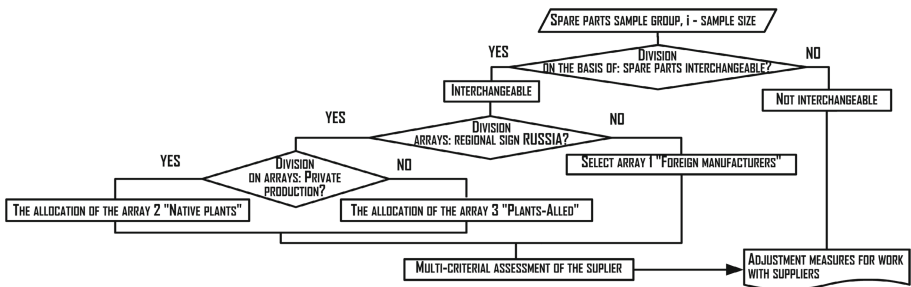 SPARE PARTS SAMPLE GROUP, i - SAMPLE SIZE
YES
DIVISION
ON THE BASIS OF: SPARE PARTS INTERCHANGEABLE?
NO
INTERCHANGEABLE
NOT INTERCHANGEABLE
YES
DIVISION
ARRAYS: REGIONAL SIGN RUSSIA?
NO
YES
DIVISION
ON ARRAYS: PRIVATE
PRODUCTION?
NO
SELECT ARRAY 1 "FOREIGN MANUFACTURERS"
THE ALLOCATION OF THE ARRAY 2 "NATIVE PLANTS"
THE ALLOCATION OF THE ARRAY 3 "PLANTS-ALLED"
MULTI-CRITERIAL ASSESSMENT OF THE SUPLIER
ADJUSTMENT MEASURES FOR WORK
WITH SUPPLIERS